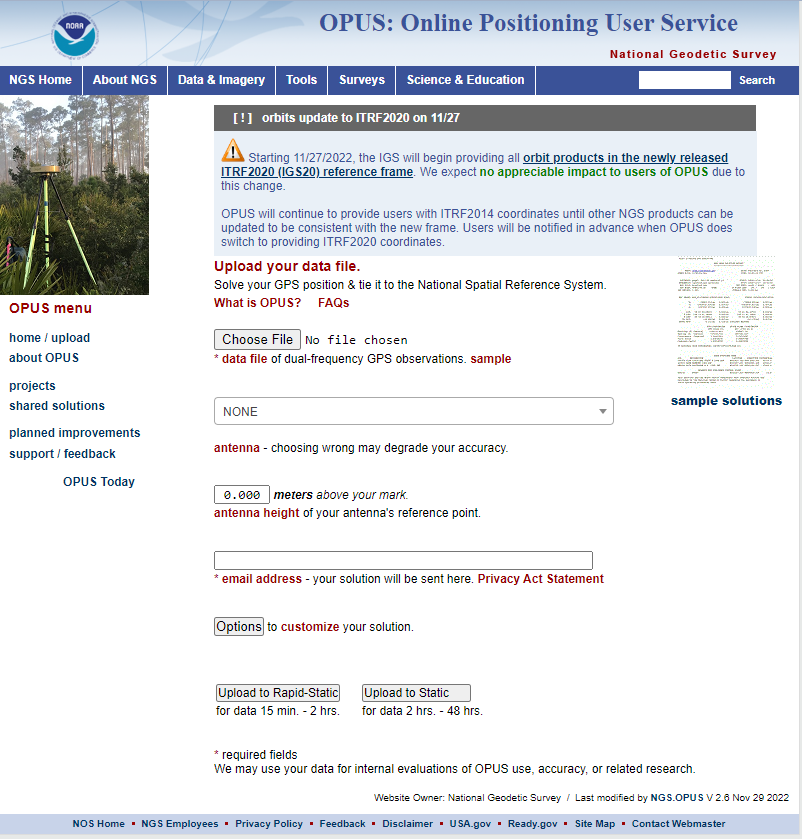 NOAA
OPUS: Online Positioning User Service
National Geodetic Survey
NGS Home
About NGS
Data & Imagery
Tools
Surveys
Science & Education
Search
[ ! ] orbits update to ITRF2020 on 11/27
Starting 11/27/2022, the IGS will begin providing all orbit products in the newly released
ITRF2020 (IGS20) reference frame. We expect no appreciable impact to users of OPUS due to
this change.
OPUS will continue to provide users with ITRF2014 coordinates until other NGS products can be
updated to be consistent with the new frame. Users will be notified in advance when OPUS does
switch to providing ITRF2020 coordinates.
OPUS menu
home / upload
about OPUS
projects
shared solutions
planned improvements
support / feedback
OPUS Today
Upload your data file.
Solve your GPS position & tie it to the National Spatial Reference System.
What is OPUS? FAQs
Choose File No file chosen
* data file of dual-frequency GPS observations. sample
NONE
antenna - choosing wrong may degrade your accuracy.
0.000 meters above your mark.
antenna height of your antenna's reference point.
* email address - your solution will be sent here. Privacy Act Statement
Options to customize your solution.
Upload to Rapid-Static Upload to Static
for data 15 min. - 2 hrs. for data 2 hrs. - 48 hrs.
* required fields
We may use your data for internal evaluations of OPUS use, accuracy, or related research.
sample solutions
Website Owner: National Geodetic Survey / Last modified by NGS.OPUS V 2.6 Nov 29 2022
NOS Home ▪ NGS Employees ▪ Privacy Policy ▪ Feedback ▪ Disclaimer ▪ USA.gov ▪ Ready.gov ▪ Site Map ▪ Contact Webmaster